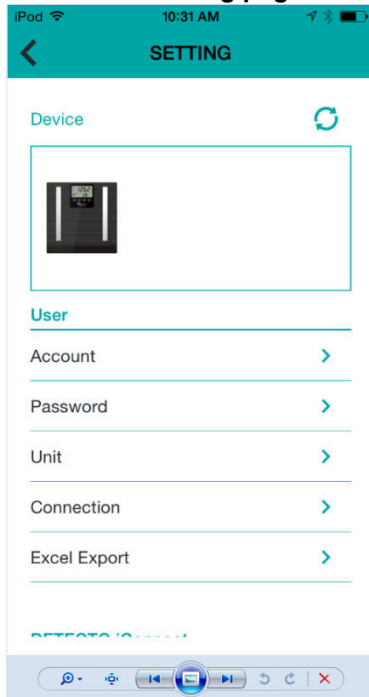 iPod 10:31 AM
SETTING
Device
User
Account
Password
Unit
Connection
Excel Export